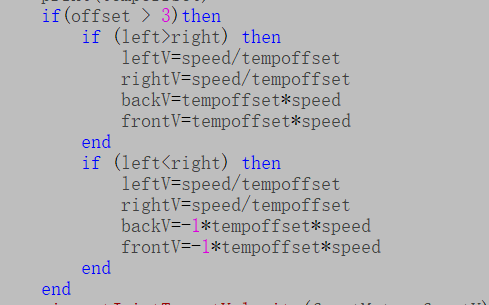 if(offset > 3)then
if (left>right) then
leftV=speed/tempoffset
rightV=speed/tempoffset
backV=tempoffset*speed
frontV=tempoffset*speed
end
if (left<right) then
leftV=speed/tempoffset
rightV=speed/tempoffset
backV=-1*tempoffset*speed
frontV=-1*tempoffset*speed
end
end